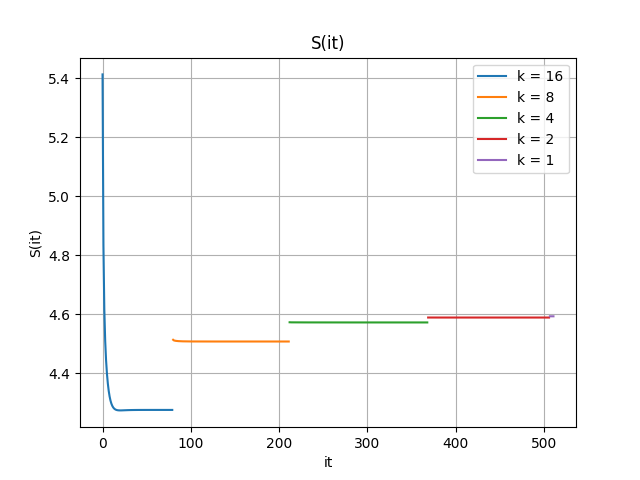 S(it)
k = 16
k = 8
k = 4
k = 2
k = 1
5.4
5.2
5.0
4.8
4.6
4.4
S(it)
0 100 200 300 400 500
it